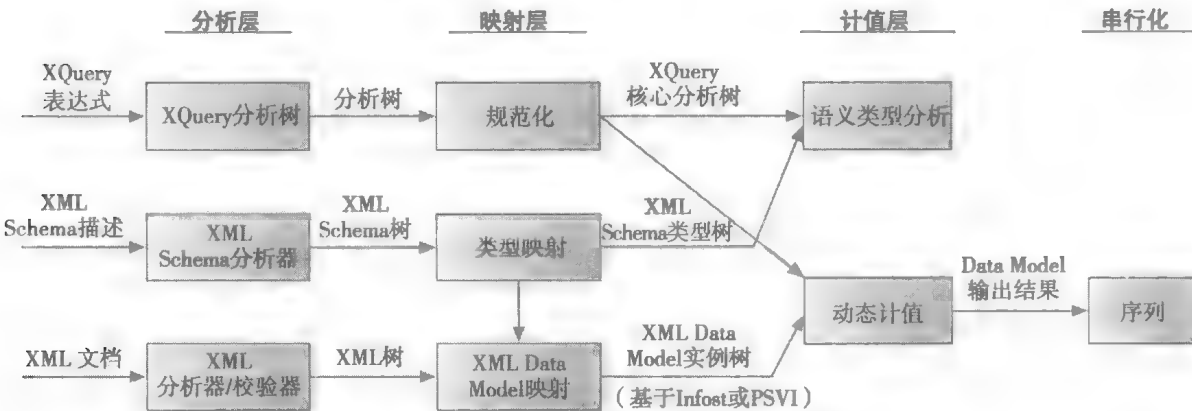 分析层
映射层
计值层
串行化
XQuery
表达式
XQuery分析树
分析树
规范化
XQuery
核心分析树
语义类型分析
XML
Schema描述
XML
Schema分析器
XML
Schema树
类型映射
XML
Schema类型树
动态计值
Data Model
输出结果
序列
XML 文档
XML
分析器/校验器
XML树
XML Data
Model映射
XML Data
Model实例树
（基于Infost或PSVI）